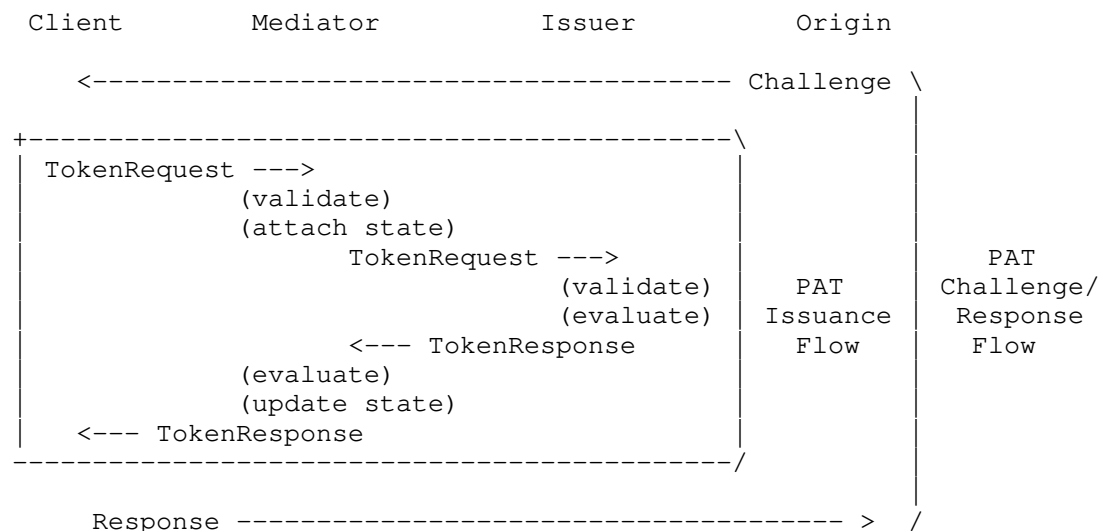 Client Mediator Issuer Origin
<----------------------------------------- Challenge \
|
+---------------------------------------------\ |
| TokenRequest ---> | |
| (validate) | |
| (attach state) | |
| TokenRequest ---> | | PAT
| (validate) | PAT | Challenge/
| (evaluate) | Issuance | Response
| <--- TokenResponse | Flow | Flow
| (evaluate) | |
| (update state) | |
| <--- TokenResponse | |
----------------------------------------------/ |
|
Response --------------------------------------- > /